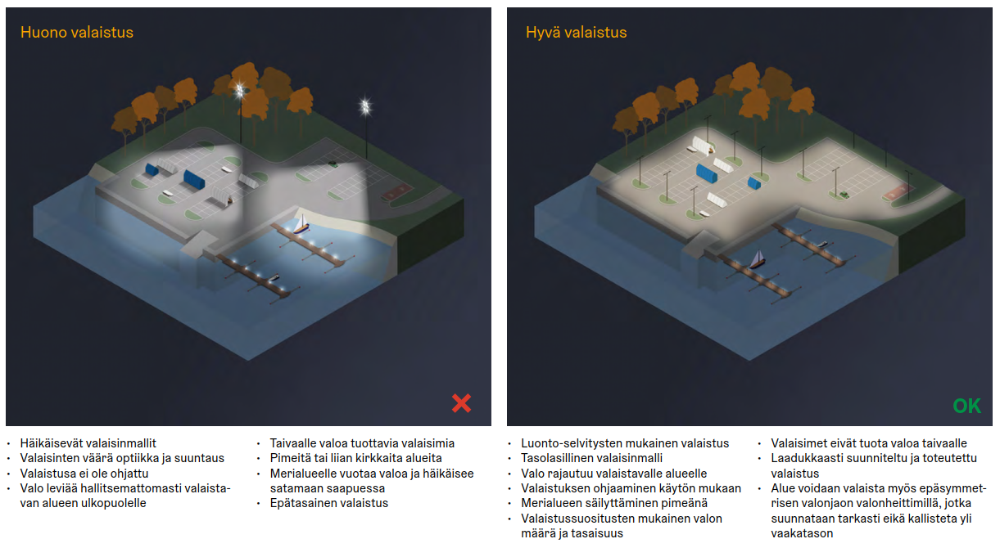 Huono valaistus
• Häikäisevät valaisinmallit
• Valaisinten väärä optiikka ja suuntaus
• Valaistusa ei ole ohjattu
• Valo leviää hallitsemattomasti valaista-
van alueen ulkopuolelle
• Taivaalle valoa tuottavia valaisimia
• Pimeitä tai liian kirkkaita alueita
• Merialueelle vuotaa valoa ja häikäisee
satamaan saapuessa
• Epätasainen valaistus
Hyvä valaistus
OK
• Luonto-selvitysten mukainen valaistus
• Tasolasillinen valaisinmalli
• Valo rajautuu valaistavalle alueelle
• Valaistuksen ohjaaminen käytön mukaan
• Merialueen säilyttäminen pimeänä
• Valaistussuositusten mukainen valon
määrä ja tasaisuus
• Valaisimet eivät tuota valoa taivaalle
• Laadukkaasti suunniteltu ja toteutettu
valaistus
• Alue voidaan valaista myös epäsymmet-
risen valonjaon valonheittimillä, jotka
suunnataan tarkasti eikä kallisteta yli
vaakatason